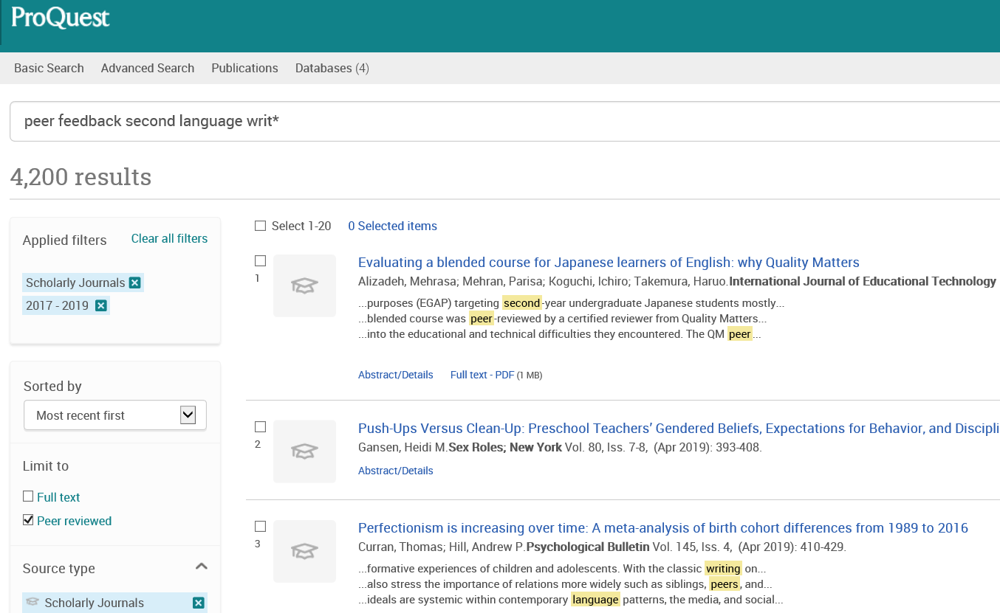 ProQuest
Basic Search Advanced Search Publications Databases (4)
peer feedback second language writ*
4,200 results
Applied filters Clear all filters
Scholarly Journals
2017 - 2019
Sorted by
Most recent first
Limit to
Full text
Peer reviewed
Source type
Scholarly Journals
Select 1-20 0 Selected items
1
Evaluating a blended course for Japanese learners of English: why Quality Matters
Alizadeh, Mehrasa; Mehran, Parisa; Koguchi, Ichiro; Takemura, Haruo.International Journal of Educational Technology
...purposes (EGAP) targeting second-year undergraduate Japanese students mostly...
...blended course was peer-reviewed by a certified reviewer from Quality Matters...
...into the educational and technical difficulties they encountered. The QM peer...
Abstract/Details Full text - PDF (1 MB)
2
Push-Ups Versus Clean-Up: Preschool Teachers’ Gendered Beliefs, Expectations for Behavior, and Discipli
Gansen, Heidi M.Sex Roles; New York Vol. 80, Iss. 7-8, (Apr 2019): 393-408.
Abstract/Details
3
Perfectionism is increasing over time: A meta-analysis of birth cohort differences from 1989 to 2016
Curran, Thomas; Hill, Andrew P.Psychological Bulletin Vol. 145, Iss. 4, (Apr 2019): 410-429.
...formative experiences of children and adolescents. With the classic writing on...
...also stress the importance of relations more widely such as siblings, peers, and...
...ideals are systemic within contemporary language patterns, the media, and social...